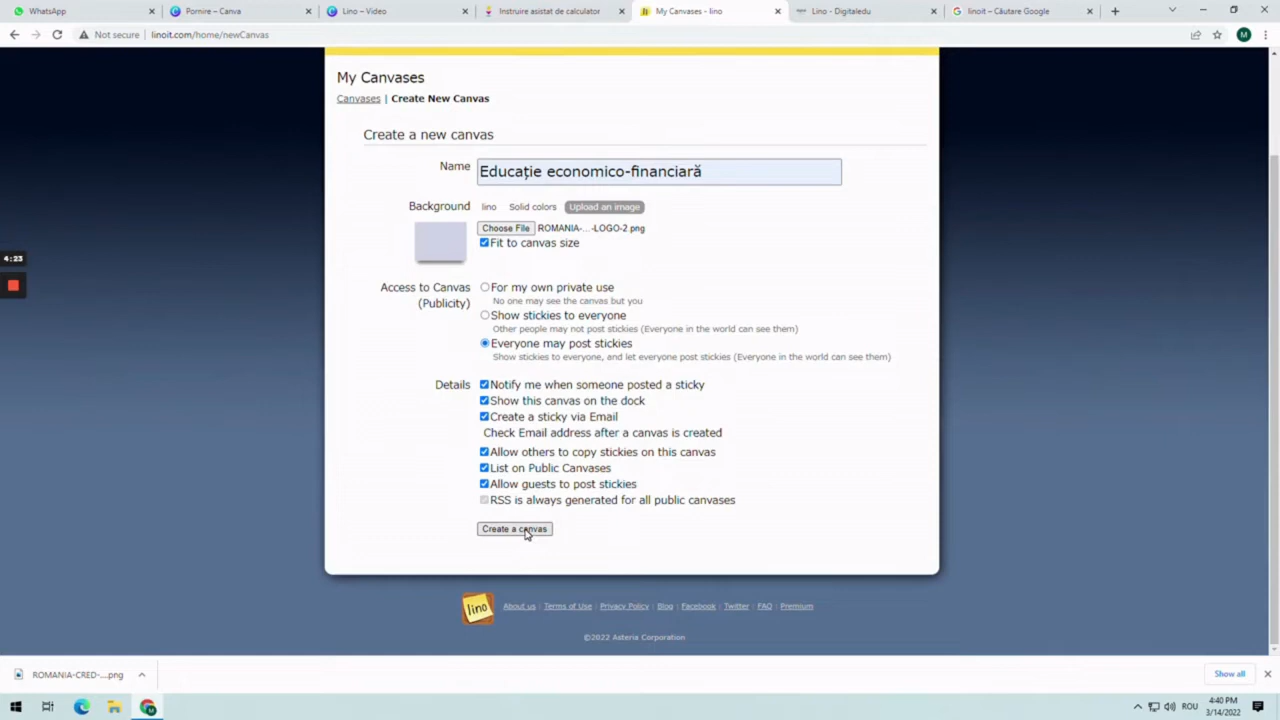 WhatsApp
Pornire – Canva
Lino – Video
Instruire asistat de calculator
My Canvases - lino
Lino - Digitaledu
linoit – Căutare Google
Not secure
linoit.com/home/newCanvas
M
My Canvases
Canvases | Create New Canvas
Create a new canvas
Name
Educație economico-financiară
Background
lino
Solid colors
Upload an image
Choose File ROMANIA-...-LOGO-2.png
Fit to canvas size
4:23
Access to Canvas
(Publicity)
For my own private use
No one may see the canvas but you
Show stickies to everyone
Other people may not post stickies (Everyone in the world can see them)
Everyone may post stickies
Show stickies to everyone, and let everyone post stickies (Everyone in the world can see them)
Details
Notify me when someone posted a sticky
Show this canvas on the dock
Create a sticky via Email
Check Email address after a canvas is created
Allow others to copy stickies on this canvas
List on Public Canvases
Allow guests to post stickies
RSS is always generated for all public canvases
Create a canvas
lino
About us | Terms of Use | Privacy Policy | Blog | Facebook | Twitter | FAQ | Premium
©2022 Asteria Corporation
ROMANIA-CRED-....png
Show all
ROU
4:40 PM
3/14/2022